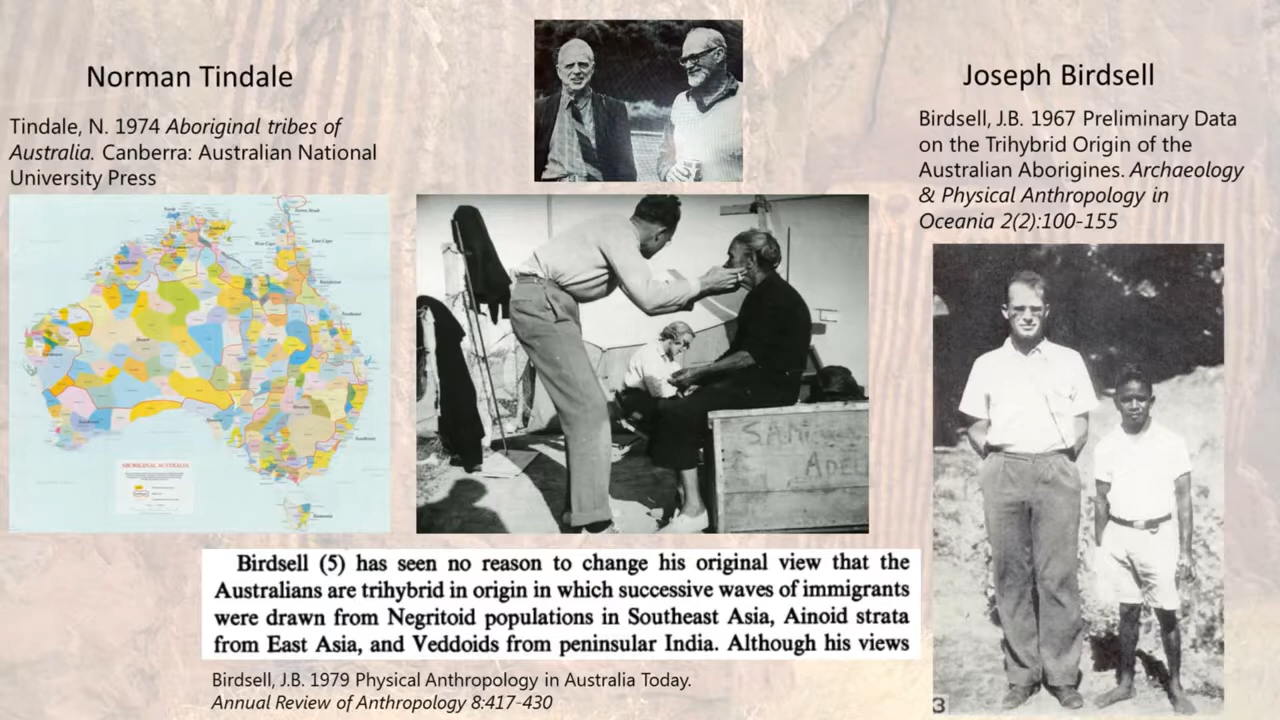 Norman Tindale
Tindale, N. 1974 Aboriginal tribes of
Australia. Canberra: Australian National
University Press
ABORIGINAL AUSTRALIA
Joseph Birdsell
Birdsell, J.B. 1967 Preliminary Data
on the Trihybrid Origin of the
Australian Aborigines. Archaeology
& Physical Anthropology in
Oceania 2(2):100-155
3
Birdsell (5) has seen no reason to change his original view that the
Australians are trihybrid in origin in which successive waves of immigrants
were drawn from Negritoid populations in Southeast Asia, Ainoid strata
from East Asia, and Veddoids from peninsular India. Although his views
Birdsell, J.B. 1979 Physical Anthropology in Australia Today.
Annual Review of Anthropology 8:417-430